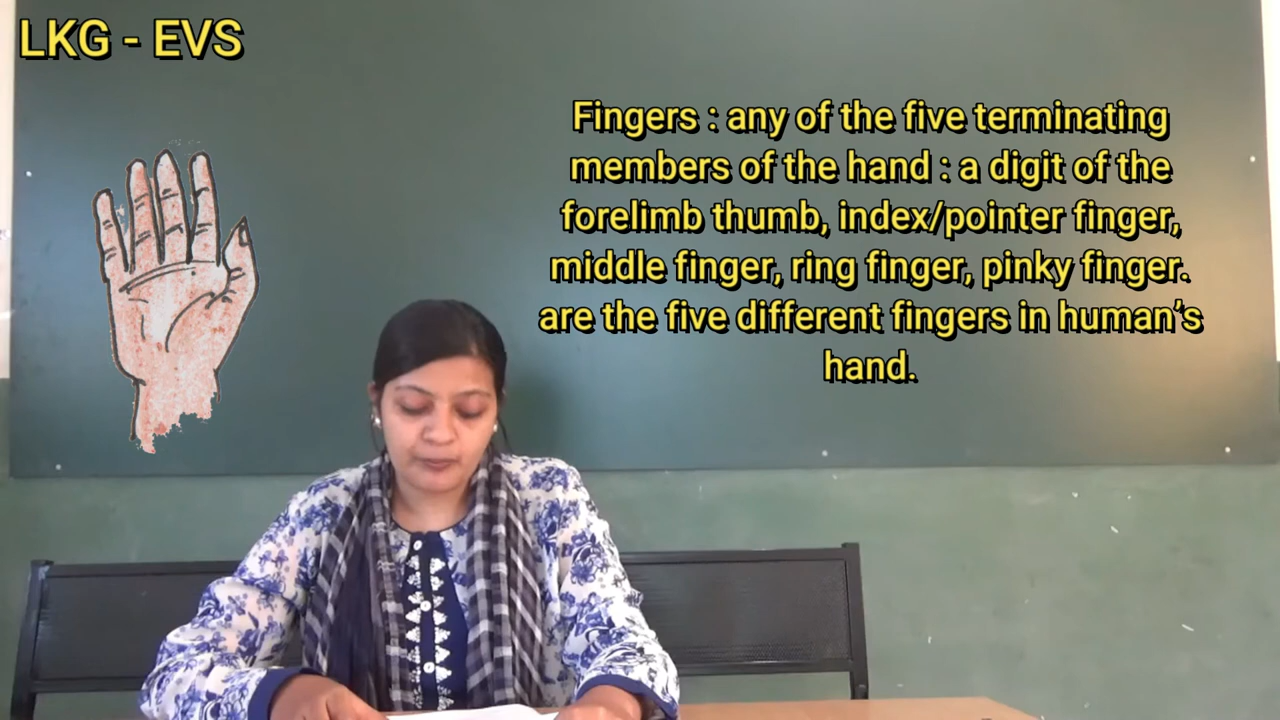 LKG - EVS
Fingers : any of the five terminating
members of the hand : a digit of the
forelimb thumb, index/pointer finger,
middle finger, ring finger, pinky finger.
are the five different fingers in human's
hand.